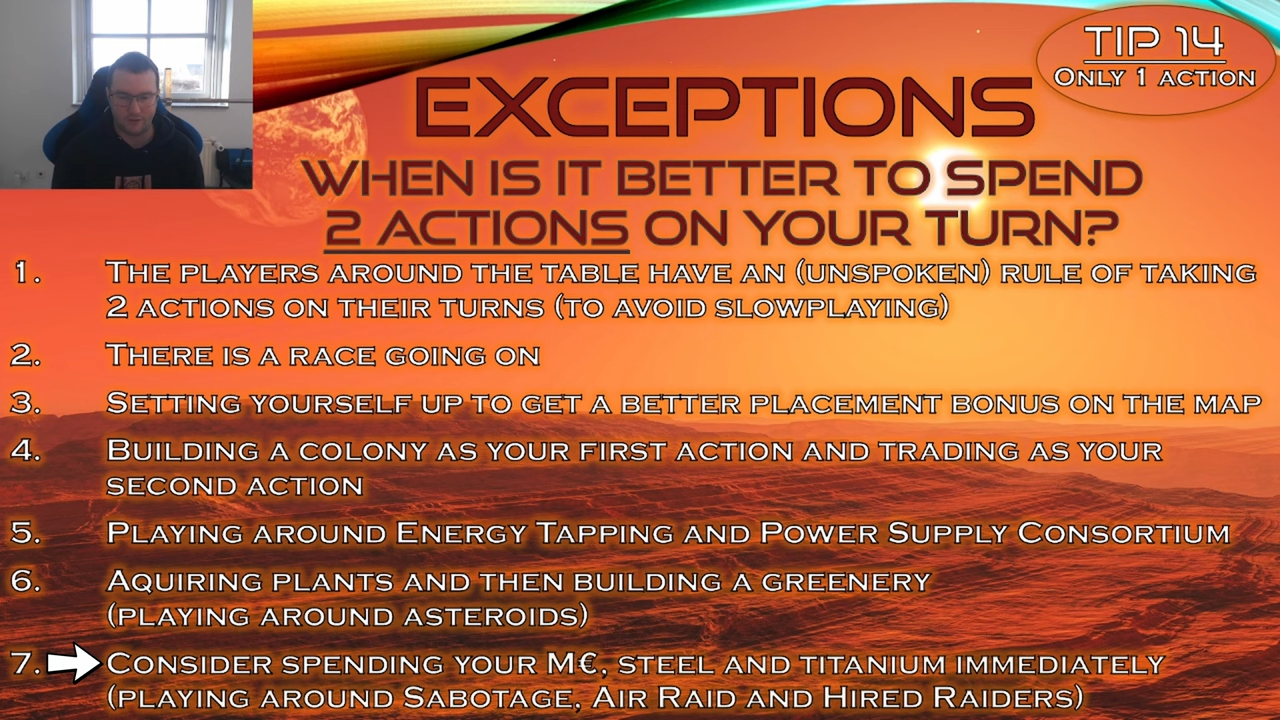 TIP 14
ONLY 1 ACTION
EXCEPTIONS
WHEN IS IT BETTER TO SPEND
2 ACTIONS ON YOUR TURN?
1. THE PLAYERS AROUND THE TABLE HAVE AN (UNSPOKEN) RULE OF TAKING
2 ACTIONS ON THEIR TURNS (TO AVOID SLOWPLAYING)
2. THERE IS A RACE GOING ON
3. SETTING YOURSELF UP TO GET A BETTER PLACEMENT BONUS ON THE MAP
4. BUILDING A COLONY AS YOUR FIRST ACTION AND TRADING AS YOUR
SECOND ACTION
5. PLAYING AROUND ENERGY TAPPING AND POWER SUPPLY CONSORTIUM
6. AQUIRING PLANTS AND THEN BUILDING A GREENERY
(PLAYING AROUND ASTEROIDS)
7. CONSIDER SPENDING YOUR M€, STEEL AND TITANIUM IMMEDIATELY
(PLAYING AROUND SABOTAGE, AIR RAID AND HIRED RAIDERS)